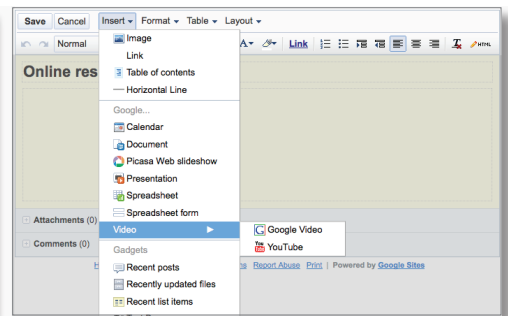 Save Cancel Insert Format Table Layout
Normal Link HTML
Image
Online res
Link
Table of contents
Horizontal Line
Google...
Calendar
Document
Picasa Web slideshow
Presentation
Spreadsheet
Spreadsheet form
Attachments (0)
Video Google Video
YouTube
Comments (0)
Gadgets
Report Abuse Print | Powered by Google Sites
Recent posts
Recently updated files
Recent list items